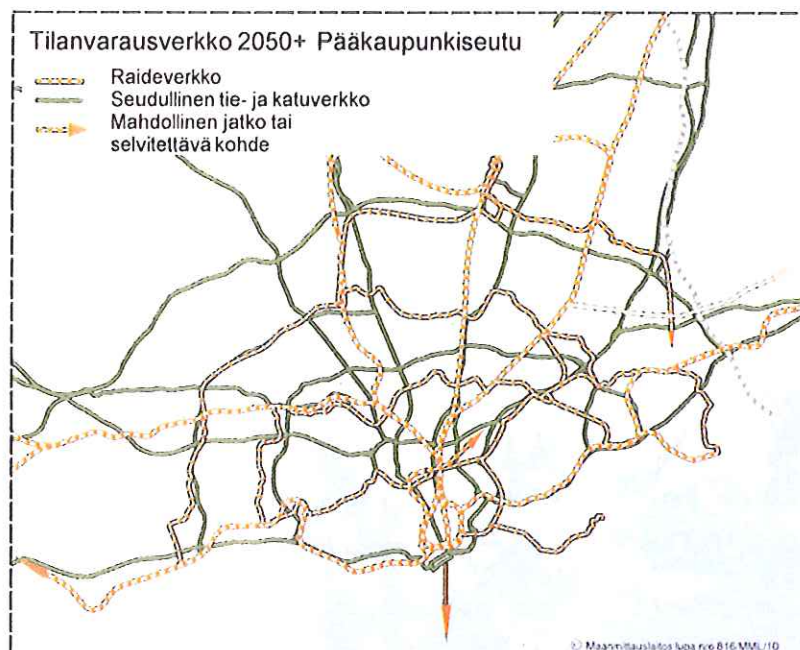 Tilanvarausverkko 2050+ Pääkaupunkiseutu
Raideverkko
Seudullinen tie- ja katuverkko
Mahdollinen jatko tai
selvitettävä kohde
© Maanmittauslaitos lupa nro 816/MML/10